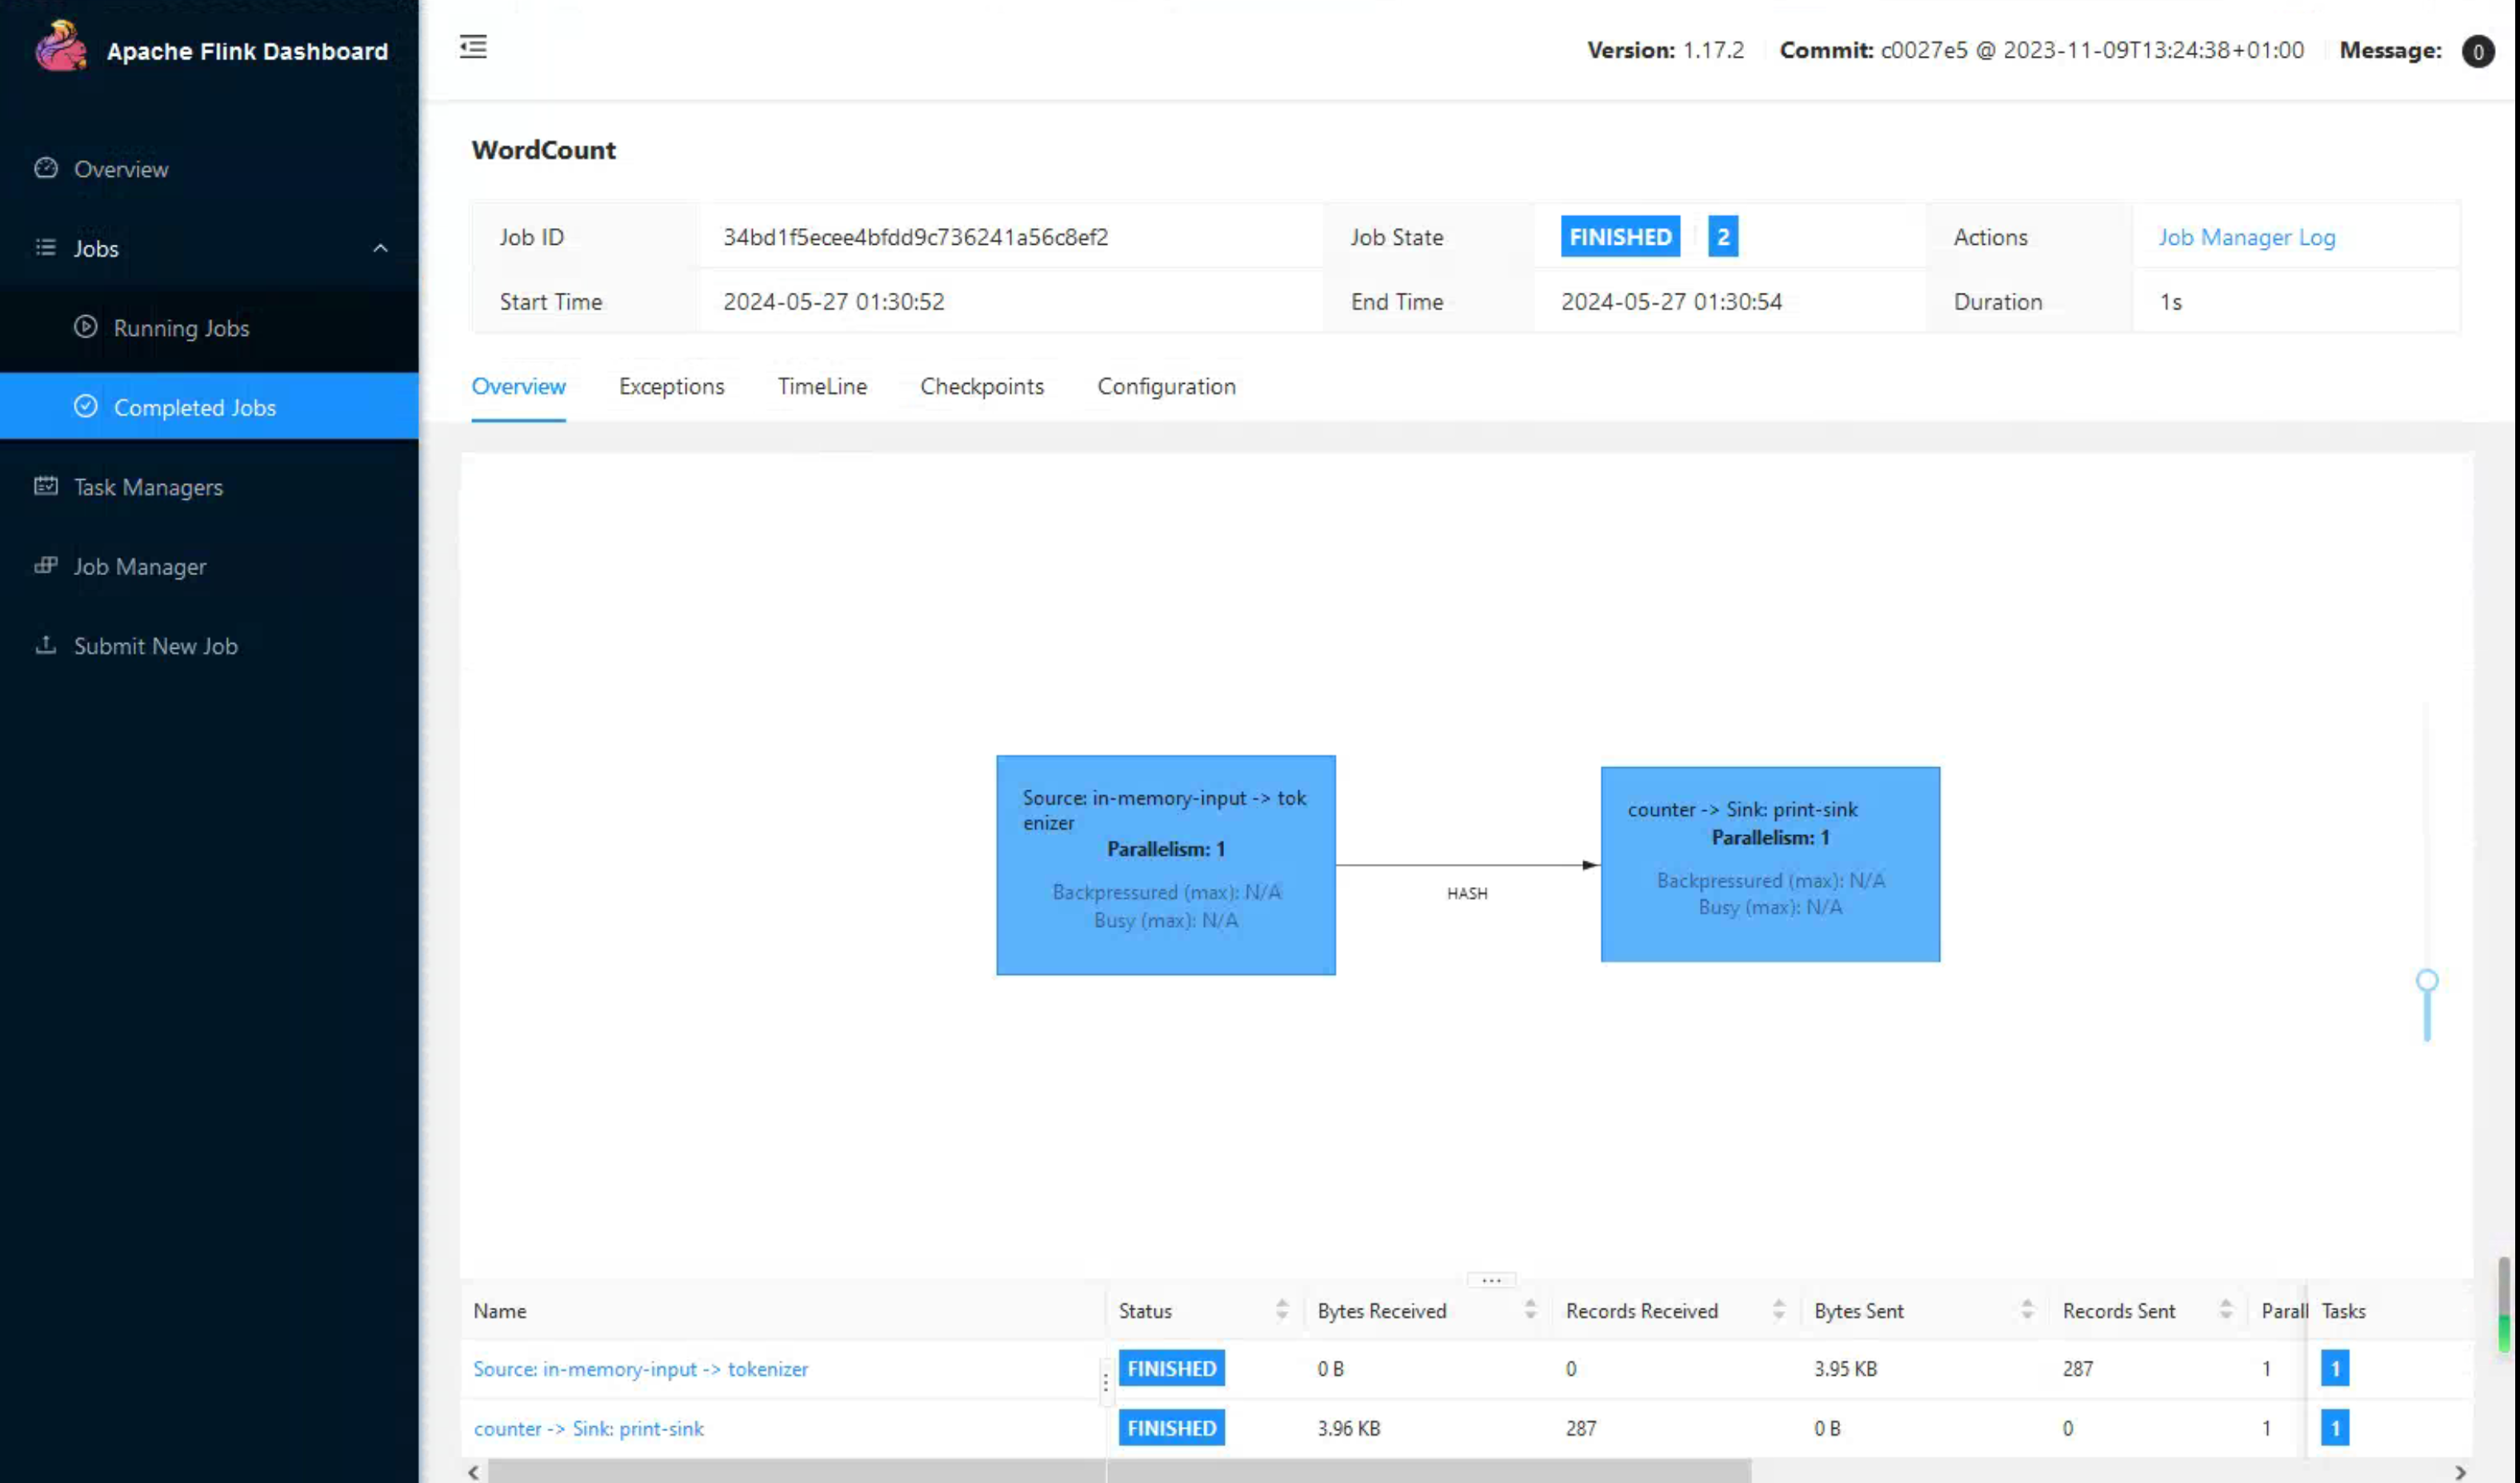 Apache Flink Dashboard
Version: 1.17.2 Commit: c0027e5 @ 2023-11-09T13:24:38+01:00 Message: 0
Overview
Jobs
Running Jobs
Completed Jobs
Task Managers
Job Manager
Submit New Job
WordCount
Job ID 34bd1f5ecee4bfdd9c736241a56c8ef2 Job State FINISHED 2 Actions Job Manager Log
Start Time 2024-05-27 01:30:52 End Time 2024-05-27 01:30:54 Duration 1s
Overview Exceptions TimeLine Checkpoints Configuration
Source: in-memory-input -> tok
enizer
Parallelism: 1
Backpressured (max): N/A
Busy (max): N/A
HASH
counter -> Sink: print-sink
Parallelism: 1
Backpressured (max): N/A
Busy (max): N/A
Name Status Bytes Received Records Received Bytes Sent Records Sent Parall Tasks
Source: in-memory-input -> tokenizer FINISHED 0 B 0 3.95 KB 287 1 1
counter -> Sink: print-sink FINISHED 3.96 KB 287 0 B 0 1 1